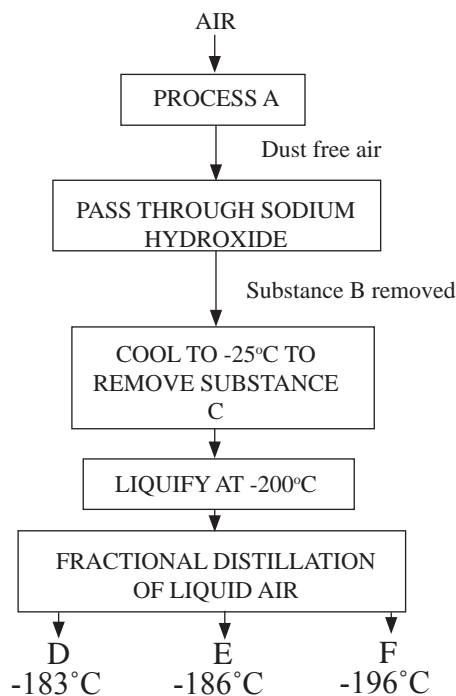 AIR
PROCESS A
Dust free air
PASS THROUGH SODIUM
HYDROXIDE
Substance B removed
COOL TO -25°C TO
REMOVE SUBSTANCE
C
LIQUIFY AT -200°C
FRACTIONAL DISTILLATION
OF LIQUID AIR
D E F
-183°C -186°C -196°C